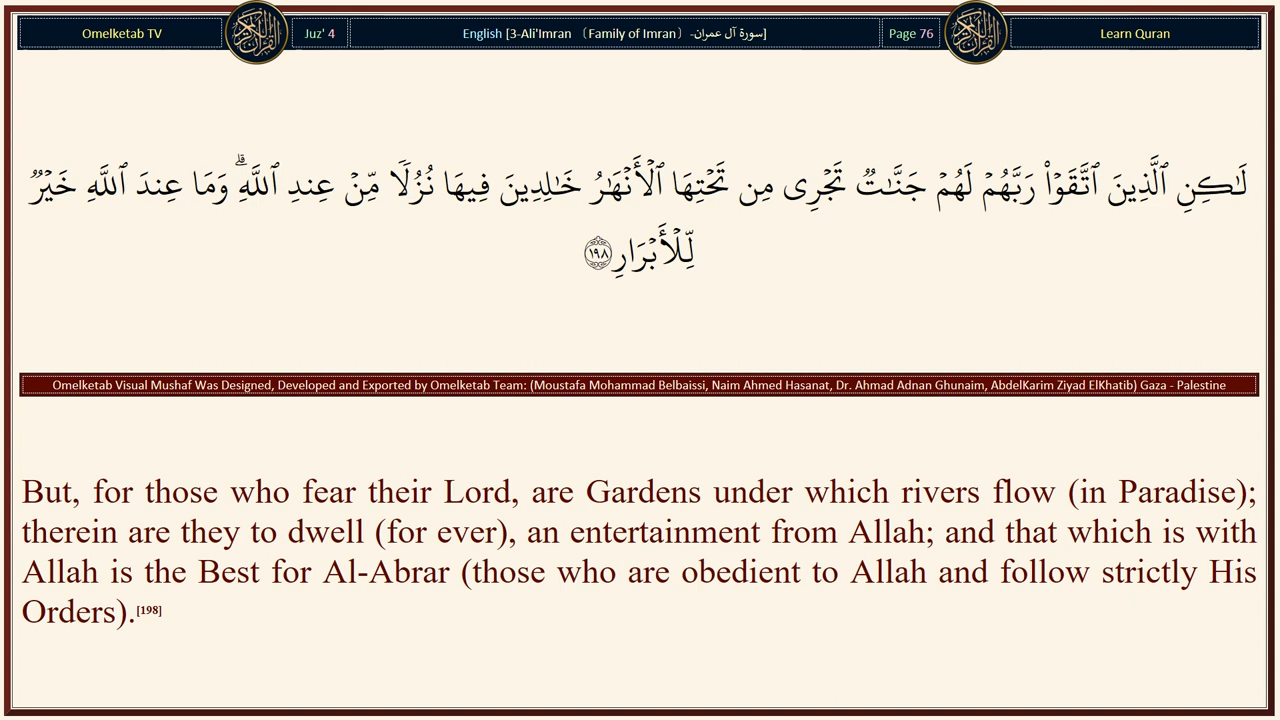 Omelketab TV
Juz' 4
English [3-Ali'Imran （Family of Imran） -سورة آل عمران]
Page 76
Learn Quran
لَٰكِنِ ٱلَّذِينَ ٱتَّقَوۡاْ رَبَّهُمۡ لَهُمۡ جَنَّٰتٞ تَجۡرِى مِن تَحۡتِهَا ٱلۡأَنۡهَٰرُ خَٰلِدِينَ فِيهَا نُزُلٗا مِّنۡ عِندِ ٱللَّهِۗ وَمَا عِندَ ٱللَّهِ خَيۡرٞ
لِّلۡأَبۡرَارِ ١٩٨
Omelketab Visual Mushaf Was Designed, Developed and Exported by Omelketab Team: (Moustafa Mohammad Belbaissi, Naim Ahmed Hasanat, Dr. Ahmad Adnan Ghunaim, AbdelKarim Ziyad ElKhatib) Gaza - Palestine
But, for those who fear their Lord, are Gardens under which rivers flow (in Paradise);
therein are they to dwell (for ever), an entertainment from Allah; and that which is with
Allah is the Best for Al-Abrar (those who are obedient to Allah and follow strictly His
Orders).[198]